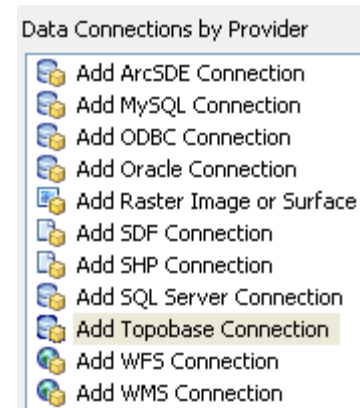 Data Connections by Provider
Add ArcSDE Connection
Add MySQL Connection
Add ODBC Connection
Add Oracle Connection
Add Raster Image or Surface
Add SDF Connection
Add SHP Connection
Add SQL Server Connection
Add Topobase Connection
Add WFS Connection
Add WMS Connection